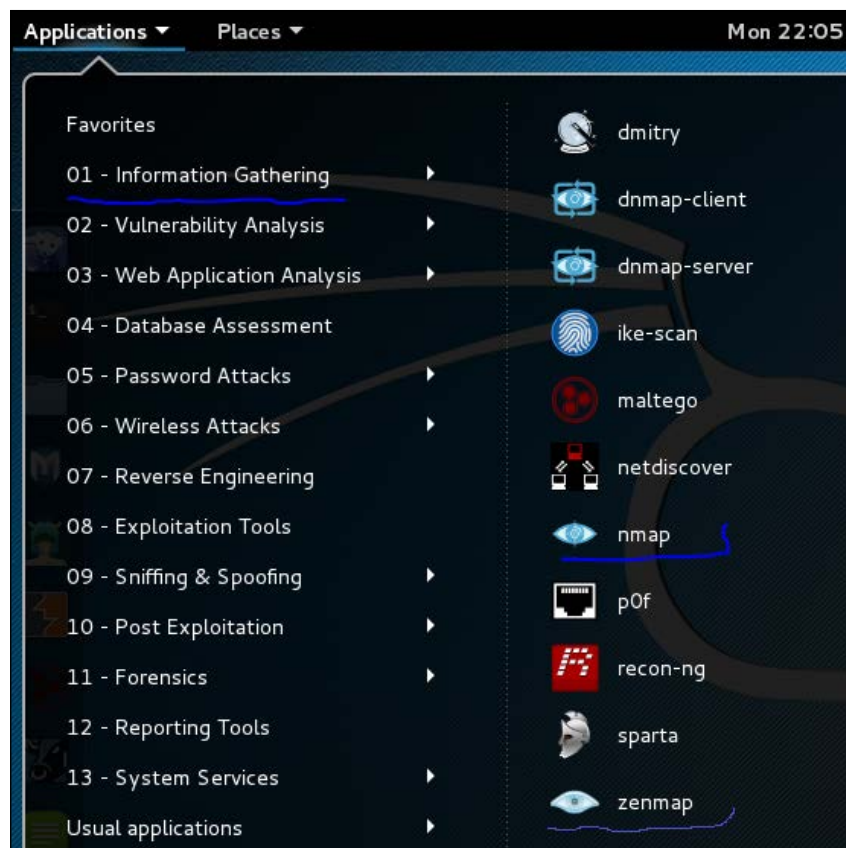 Applications Places Mon 22:05
Favorites
01 - Information Gathering
02 - Vulnerability Analysis
03 - Web Application Analysis
04 - Database Assessment
05 - Password Attacks
06 - Wireless Attacks
07 - Reverse Engineering
08 - Exploitation Tools
09 - Sniffing & Spoofing
10 - Post Exploitation
11 - Forensics
12 - Reporting Tools
13 - System Services
Usual applications
dmitry
dnmap-client
dnmap-server
ike-scan
maltego
netdiscover
nmap
p0f
recon-ng
sparta
zenmap